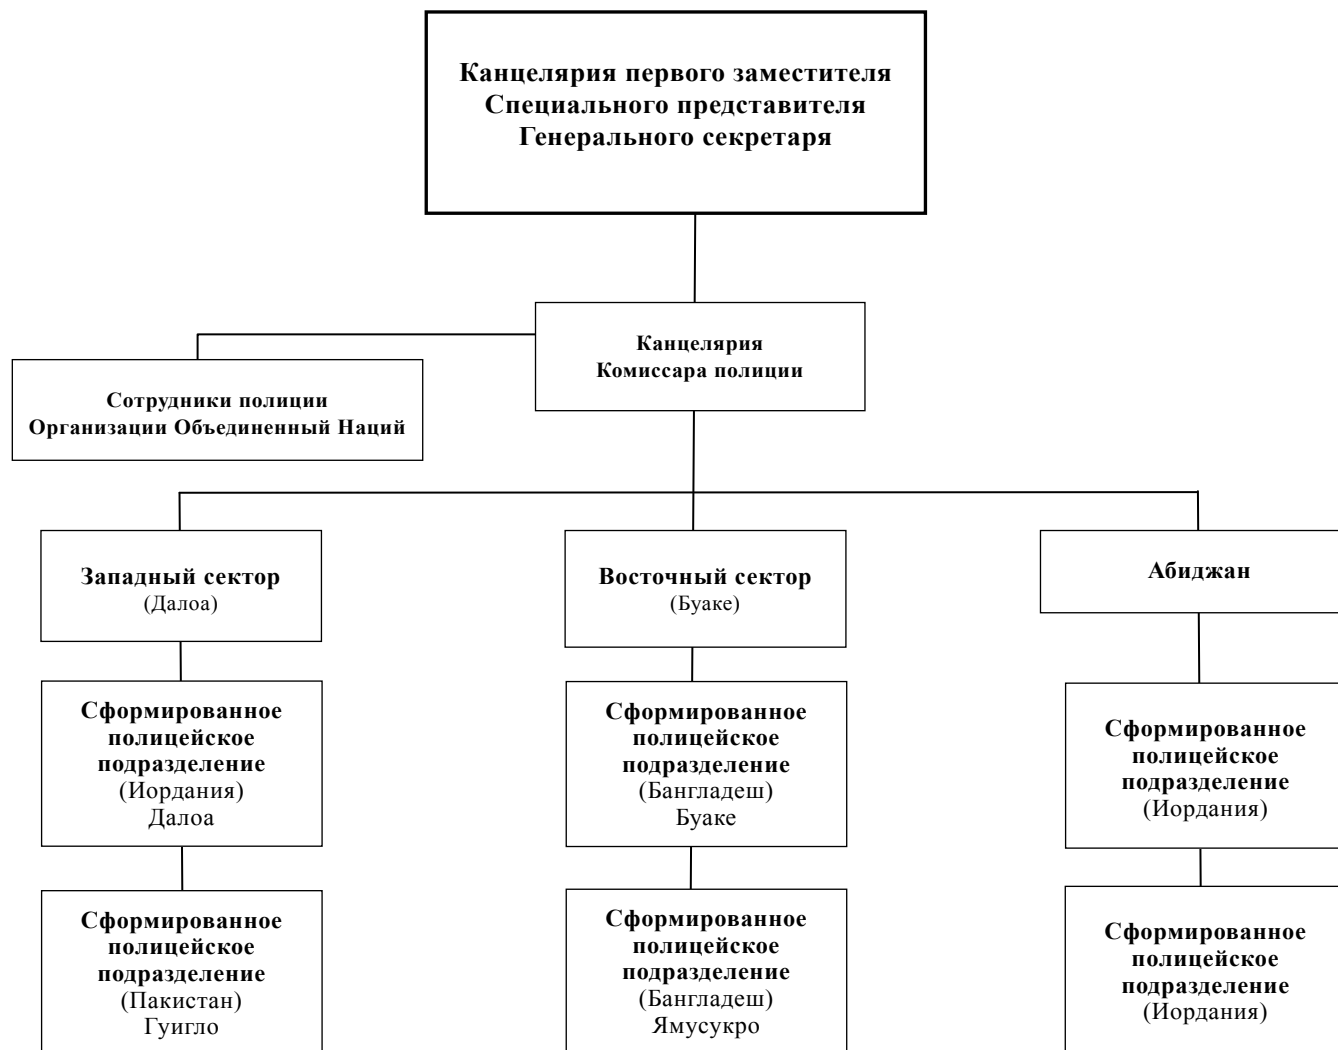 Канцелярия первого заместителя
Специального представителя
Генерального секретаря
Канцелярия
Комиссара полиции
Сотрудники полиции
Организации Объединенный Наций
Западный сектор
(Далоа)
Восточный сектор
(Буаке)
Абиджан
Сформированное
полицейское
подразделение
(Иордания)
Далоа
Сформированное
полицейское
подразделение
(Бангладеш)
Буаке
Сформированное
полицейское
подразделение
(Иордания)
Сформированное
полицейское
подразделение
(Пакистан)
Гуигло
Сформированное
полицейское
подразделение
(Бангладеш)
Ямусукро
Сформированное
полицейское
подразделение
(Иордания)